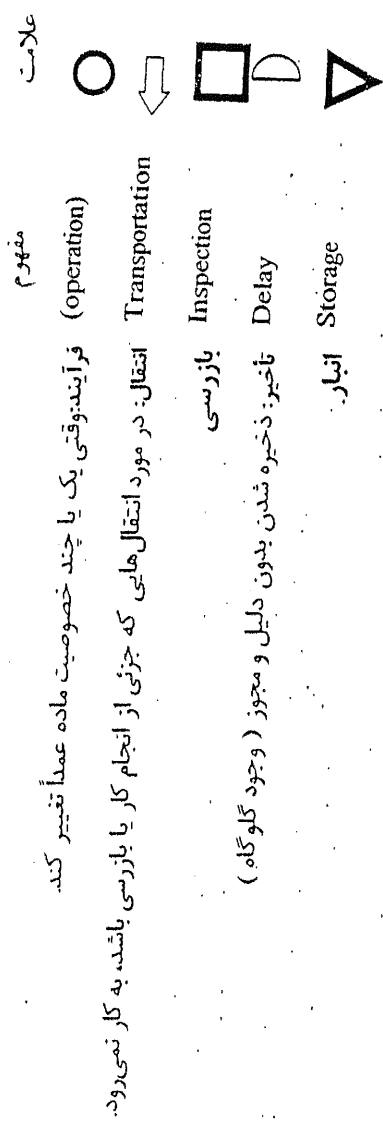 علامت مفهوم
(operation) فرآیند:وقتی یک یا چند خصوصیت ماده عمداً تغییر کند.
Transportation انتقال: در مورد انتقال‌هایی که جزئی از انجام کار یا بازرسی باشد، به کار نمی‌رود.
Inspection بازرسی
Delay تاخیر: ذخیره شدن بدون دلیل و مجوز ( وجود گلوگاه )
Storage انبار.